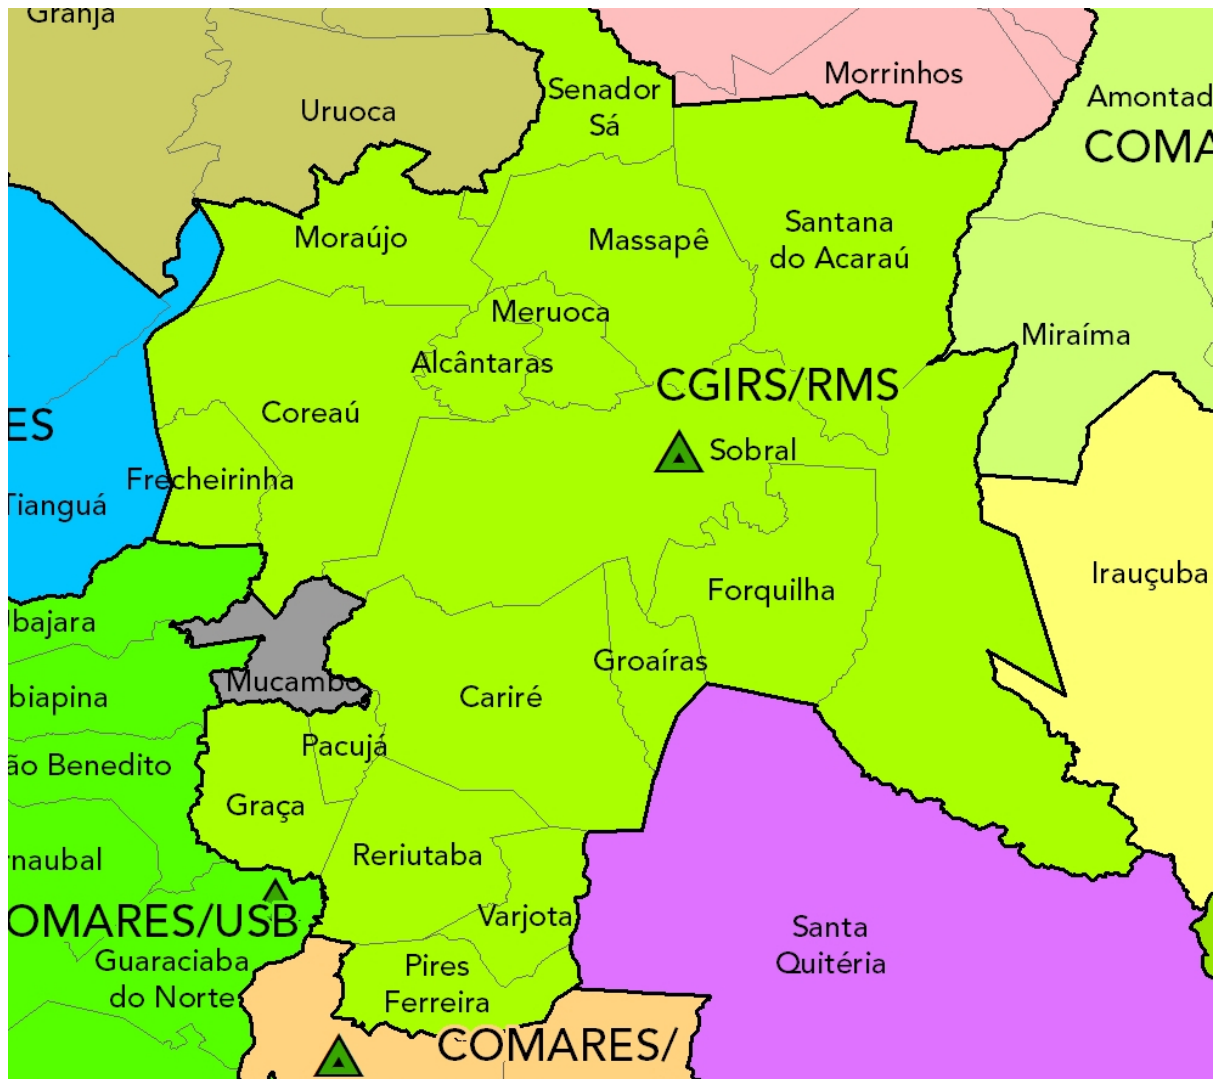 Granja
Uruoca
Senador
Sá
Morrinhos
Amontad
COMA
Moraújo
Massapê
Santana
do Acaraú
Meruoca
Alcântaras
Miraíma
CGIRS/RMS
Coreaú
ES
Sobral
Frecheirinha
Tianguá
Irauçuba
Forquilha
Ubajara
Groaíras
Mucambo
biapina
Cariré
Pacujá
ão Benedito
Graça
Reriutaba
rnaubal
Varjota
OMARES/USB
Santa
Quitéria
Guaraciaba
do Norte
Pires
Ferreira
COMARES/